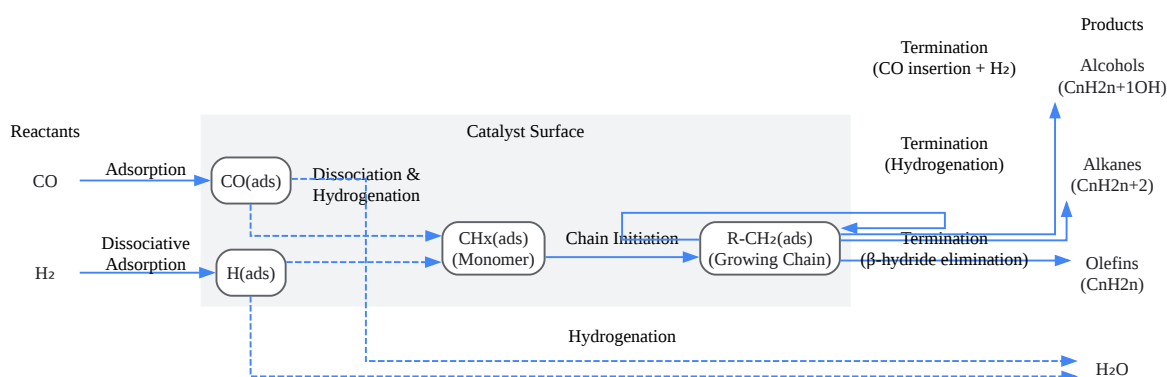 Products
Termination
(CO insertion + H₂)
Alcohols
(CnH2n+1OH)
Reactants
Catalyst Surface
Termination
(Hydrogenation)
Alkanes
(CnH2n+2)
CO
Adsorption
CO(ads)
Dissociation &
Hydrogenation
H₂
Dissociative
Adsorption
H(ads)
CHx(ads)
(Monomer)
Chain Initiation
R-CH₂(ads)
(Growing Chain)
Termination
(β-hydride elimination)
Olefins
(CnH2n)
Hydrogenation
H₂O